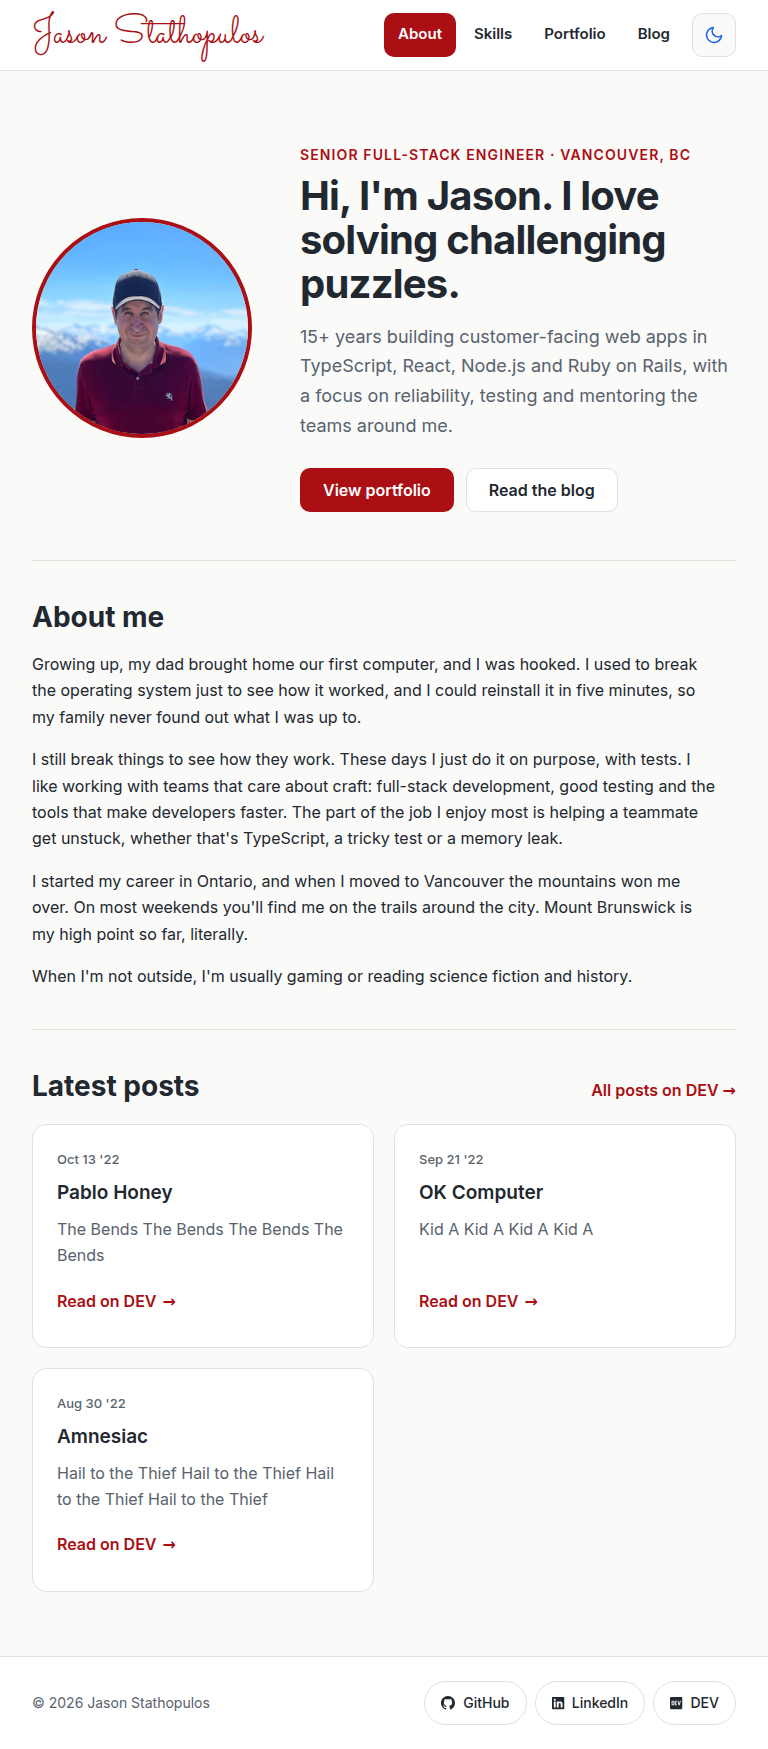 Jason Stathopulos
About Skills Portfolio Blog
SENIOR FULL-STACK ENGINEER · VANCOUVER, BC
Hi, I'm Jason. I love
solving challenging
puzzles.
15+ years building customer-facing web apps in
TypeScript, React, Node.js and Ruby on Rails, with
a focus on reliability, testing and mentoring the
teams around me.
View portfolio Read the blog
About me
Growing up, my dad brought home our first computer, and I was hooked. I used to break
the operating system just to see how it worked, and I could reinstall it in five minutes, so
my family never found out what I was up to.
I still break things to see how they work. These days I just do it on purpose, with tests. I
like working with teams that care about craft: full-stack development, good testing and the
tools that make developers faster. The part of the job I enjoy most is helping a teammate
get unstuck, whether that's TypeScript, a tricky test or a memory leak.
I started my career in Ontario, and when I moved to Vancouver the mountains won me
over. On most weekends you'll find me on the trails around the city. Mount Brunswick is
my high point so far, literally.
When I'm not outside, I'm usually gaming or reading science fiction and history.
Latest posts
All posts on DEV →
Oct 13 '22
Pablo Honey
The Bends The Bends The Bends The
Bends
Read on DEV →
Sep 21 '22
OK Computer
Kid A Kid A Kid A Kid A
Read on DEV →
Aug 30 '22
Amnesiac
Hail to the Thief Hail to the Thief Hail
to the Thief Hail to the Thief
Read on DEV →
© 2026 Jason Stathopulos
GitHub LinkedIn DEV DEV